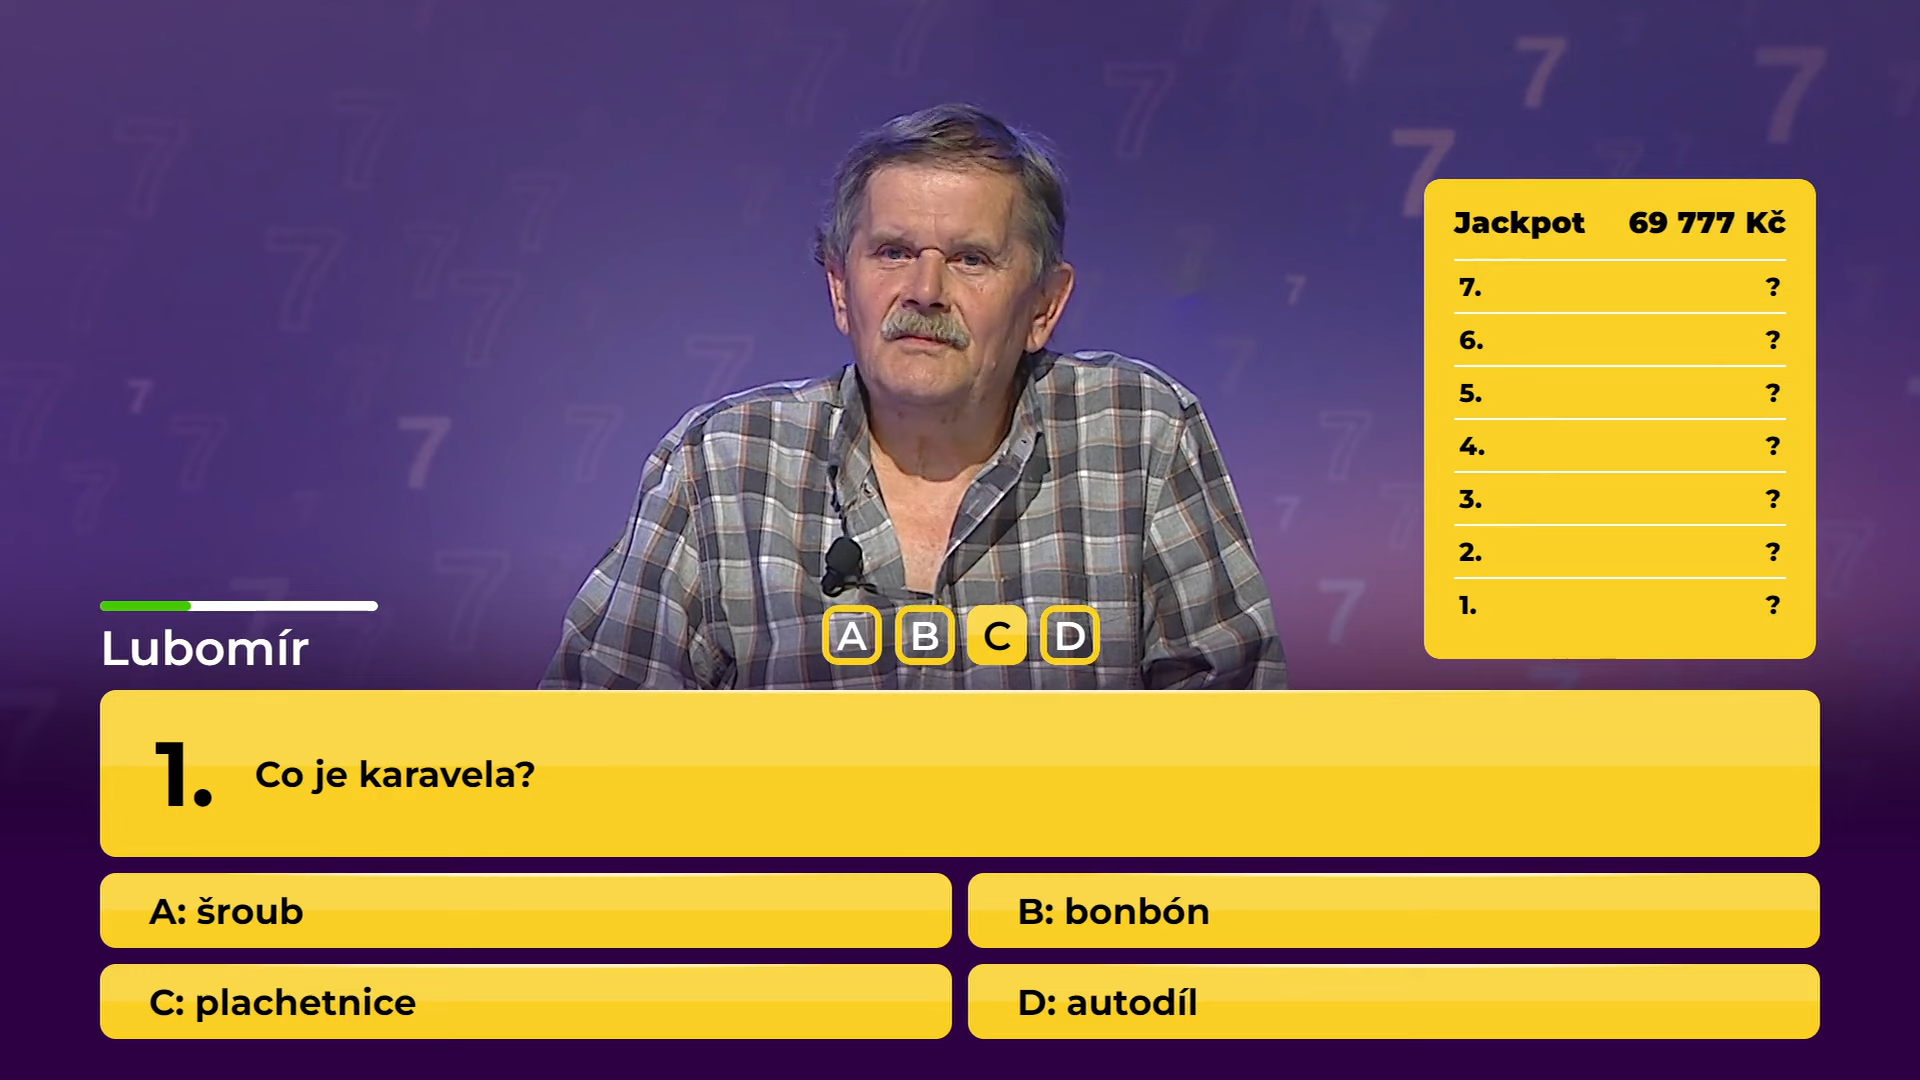 Jackpot 69 777 Kč
7. ?
6. ?
5. ?
4. ?
3. ?
2. ?
1. ?
Lubomír
A B C D
1. Co je karavela?
A: šroub
B: bonbón
C: plachetnice
D: autodíl